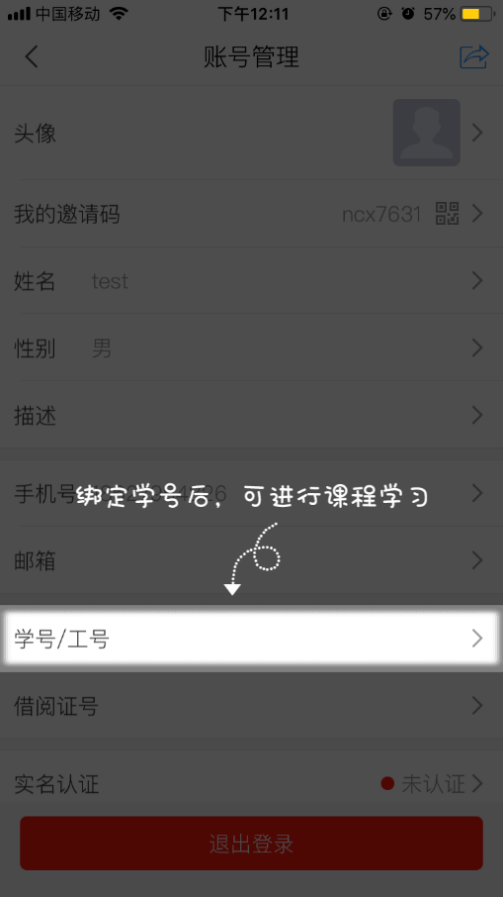 中国移动 下午12:11 57%
账号管理
头像
我的邀请码 ncx7631
姓名 test
性别 男
描述
手机号
绑定学号后，可进行课程学习
邮箱
学号/工号
借阅证号
实名认证 未认证
退出登录